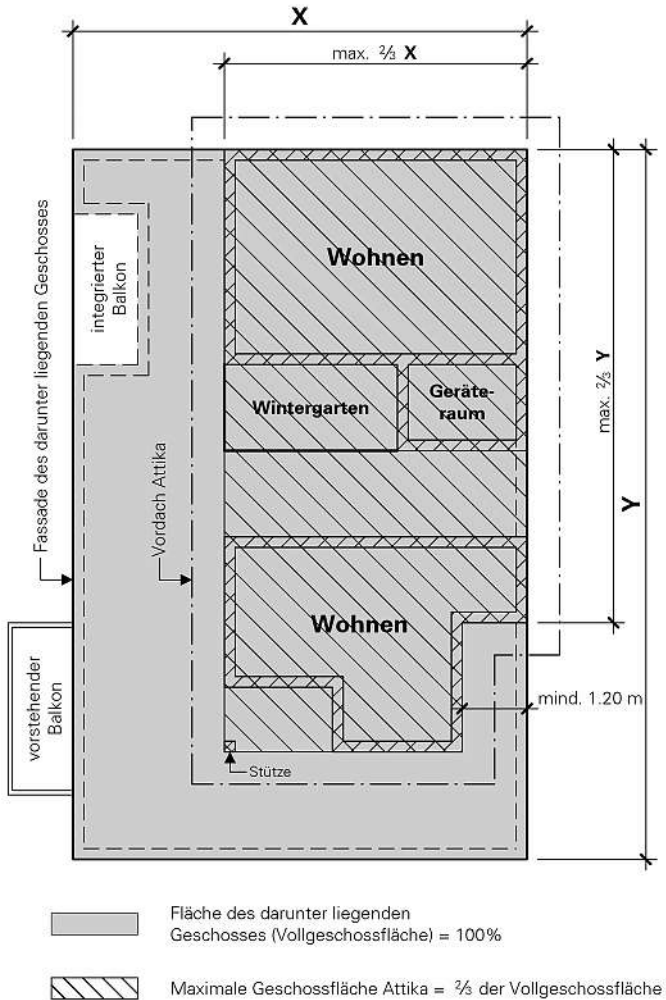 X
max. ⅔ X
Fassade des darunter liegenden Geschosses
integrierter
Balkon
Wohnen
Wintergarten
Geräte-
raum
max. ⅔ Y
Y
Vordach Attika
Wohnen
vorstehender
Balkon
mind. 1.20 m
Stütze
Fläche des darunter liegenden
Geschosses (Vollgeschossfläche) = 100%
Maximale Geschossfläche Attika = ⅔ der Vollgeschossfläche